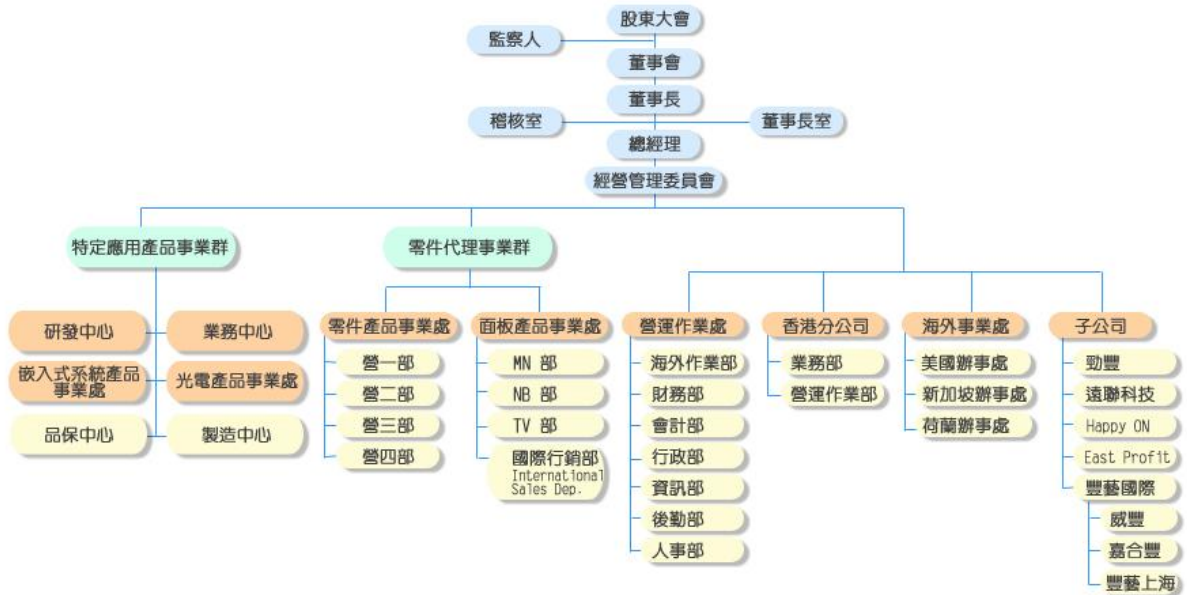 股東大會
監察人
董事會
董事長
稽核室
董事長室
總經理
經營管理委員會
特定應用產品事業群
零件代理事業群
研發中心
業務中心
嵌入式系統產品
事業處
光電產品事業處
品保中心
製造中心
零件產品事業處
營一部
營二部
營三部
營四部
面板產品事業處
MN 部
NB 部
TV 部
國際行銷部
International
Sales Dep.
營運作業處
海外作業部
財務部
會計部
行政部
資訊部
後勤部
人事部
香港分公司
業務部
營運作業部
海外事業處
美國辦事處
新加坡辦事處
荷蘭辦事處
子公司
勁豐
遠聯科技
Happy ON
East Profit
豐藝國際
威豐
嘉合豐
豐藝上海